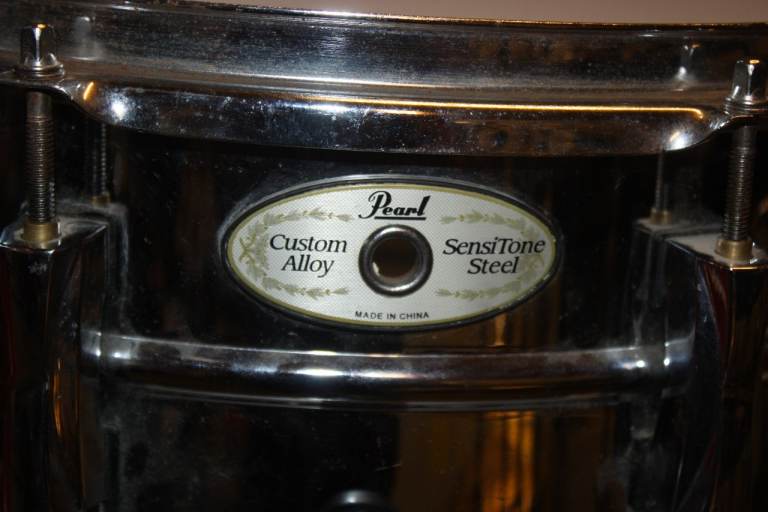 Pearl
Custom
Alloy
SensiTone
Steel
MADE IN CHINA